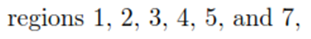 regions 1, 2, 3, 4, 5, and 7,